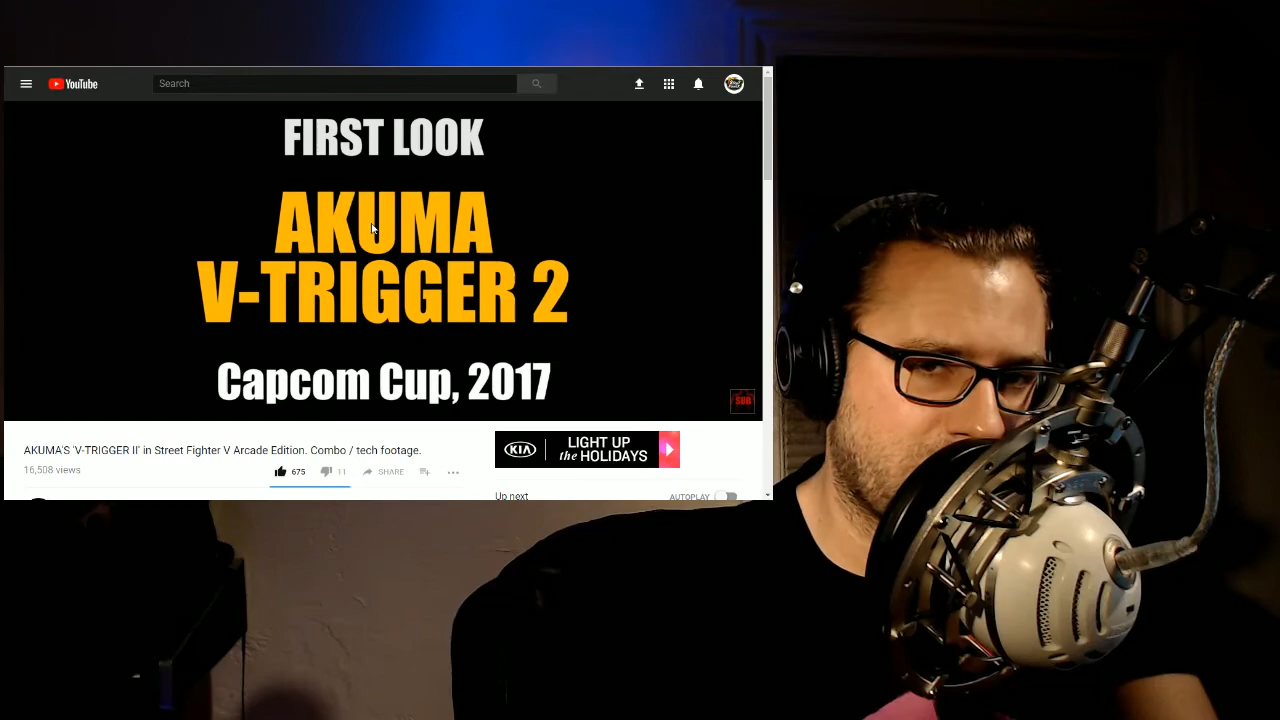 YouTube
Search
FIRST LOOK
AKUMA
V-TRIGGER 2
Capcom Cup, 2017
SUB
AKUMA'S 'V-TRIGGER II' in Street Fighter V Arcade Edition. Combo / tech footage.
16,508 views
675
11
SHARE
KIA
LIGHT UP
the HOLIDAYS
Up next
AUTOPLAY